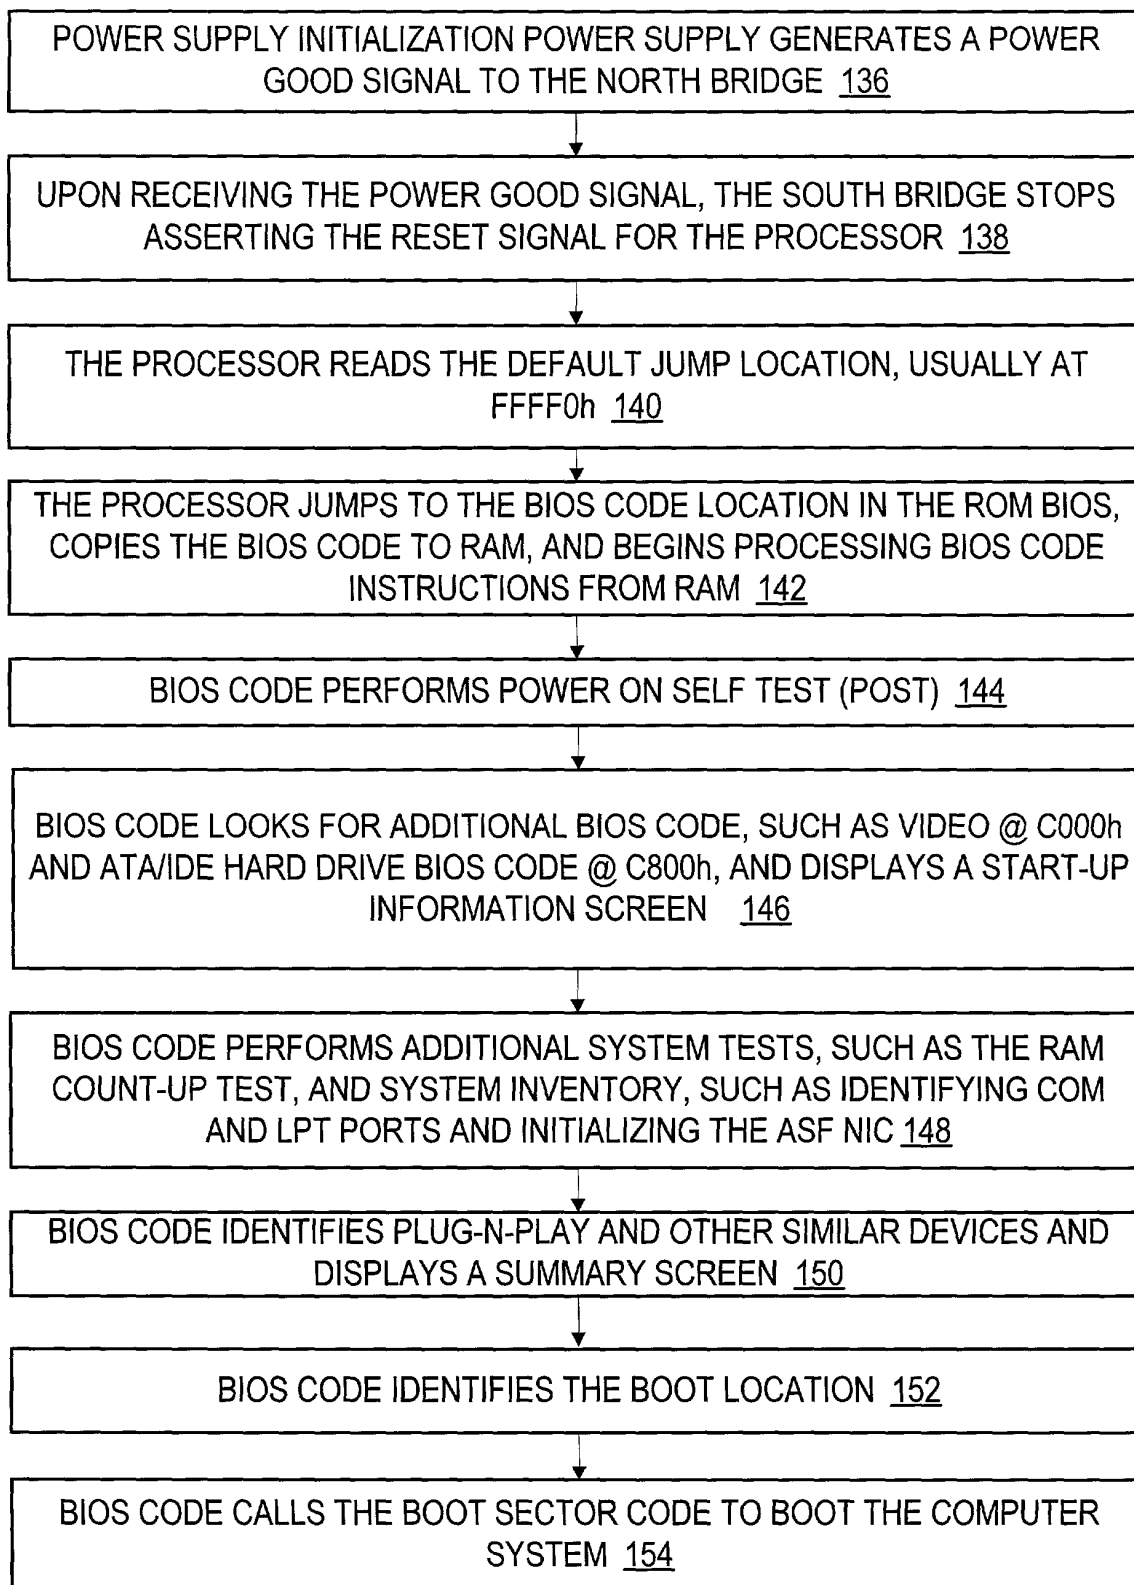 POWER SUPPLY INITIALIZATION POWER SUPPLY GENERATES A POWER
GOOD SIGNAL TO THE NORTH BRIDGE 136
UPON RECEIVING THE POWER GOOD SIGNAL, THE SOUTH BRIDGE STOPS
ASSERTING THE RESET SIGNAL FOR THE PROCESSOR 138
THE PROCESSOR READS THE DEFAULT JUMP LOCATION, USUALLY AT
FFFF0h 140
THE PROCESSOR JUMPS TO THE BIOS CODE LOCATION IN THE ROM BIOS,
COPIES THE BIOS CODE TO RAM, AND BEGINS PROCESSING BIOS CODE
INSTRUCTIONS FROM RAM 142
BIOS CODE PERFORMS POWER ON SELF TEST (POST) 144
BIOS CODE LOOKS FOR ADDITIONAL BIOS CODE, SUCH AS VIDEO @ C000h
AND ATA/IDE HARD DRIVE BIOS CODE @ C800h, AND DISPLAYS A START-UP
INFORMATION SCREEN 146
BIOS CODE PERFORMS ADDITIONAL SYSTEM TESTS, SUCH AS THE RAM
COUNT-UP TEST, AND SYSTEM INVENTORY, SUCH AS IDENTIFYING COM
AND LPT PORTS AND INITIALIZING THE ASF NIC 148
BIOS CODE IDENTIFIES PLUG-N-PLAY AND OTHER SIMILAR DEVICES AND
DISPLAYS A SUMMARY SCREEN 150
BIOS CODE IDENTIFIES THE BOOT LOCATION 152
BIOS CODE CALLS THE BOOT SECTOR CODE TO BOOT THE COMPUTER
SYSTEM 154